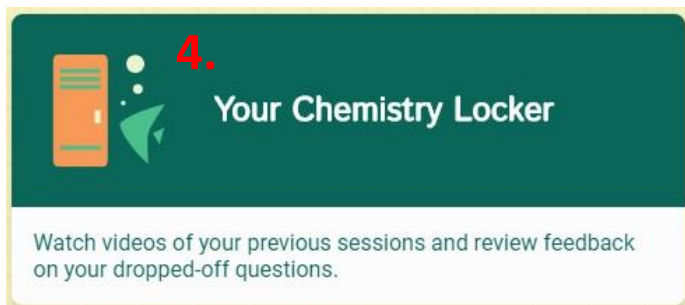 4.
Your Chemistry Locker
Watch videos of your previous sessions and review feedback
on your dropped-off questions.